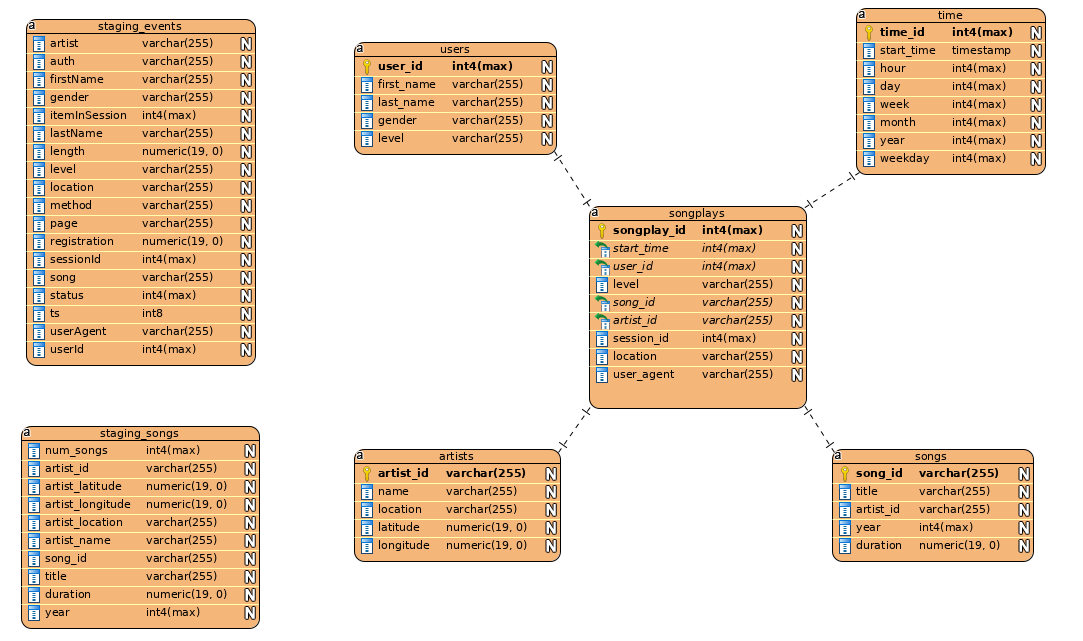 a
staging_events
artist varchar(255) N
auth varchar(255) N
firstName varchar(255) N
gender varchar(255) N
itemInSession int4(max) N
lastName varchar(255) N
length numeric(19, 0) N
level varchar(255) N
location varchar(255) N
method varchar(255) N
page varchar(255) N
registration numeric(19, 0) N
sessionId int4(max) N
song varchar(255) N
status int4(max) N
ts int8 N
userAgent varchar(255) N
userId int4(max) N
a
users
user_id int4(max) N
first_name varchar(255) N
last_name varchar(255) N
gender varchar(255) N
level varchar(255) N
a
time
time_id int4(max) N
start_time timestamp N
hour int4(max) N
day int4(max) N
week int4(max) N
month int4(max) N
year int4(max) N
weekday int4(max) N
a
songplays
songplay_id int4(max) N
start_time int4(max) N
user_id int4(max) N
level varchar(255) N
song_id varchar(255) N
artist_id varchar(255) N
session_id int4(max) N
location varchar(255) N
user_agent varchar(255) N
a
staging_songs
num_songs int4(max) N
artist_id varchar(255) N
artist_latitude numeric(19, 0) N
artist_longitude numeric(19, 0) N
artist_location varchar(255) N
artist_name varchar(255) N
song_id varchar(255) N
title varchar(255) N
duration numeric(19, 0) N
year int4(max) N
a
artists
artist_id varchar(255) N
name varchar(255) N
location varchar(255) N
latitude numeric(19, 0) N
longitude numeric(19, 0) N
a
songs
song_id varchar(255) N
title varchar(255) N
artist_id varchar(255) N
year int4(max) N
duration numeric(19, 0) N